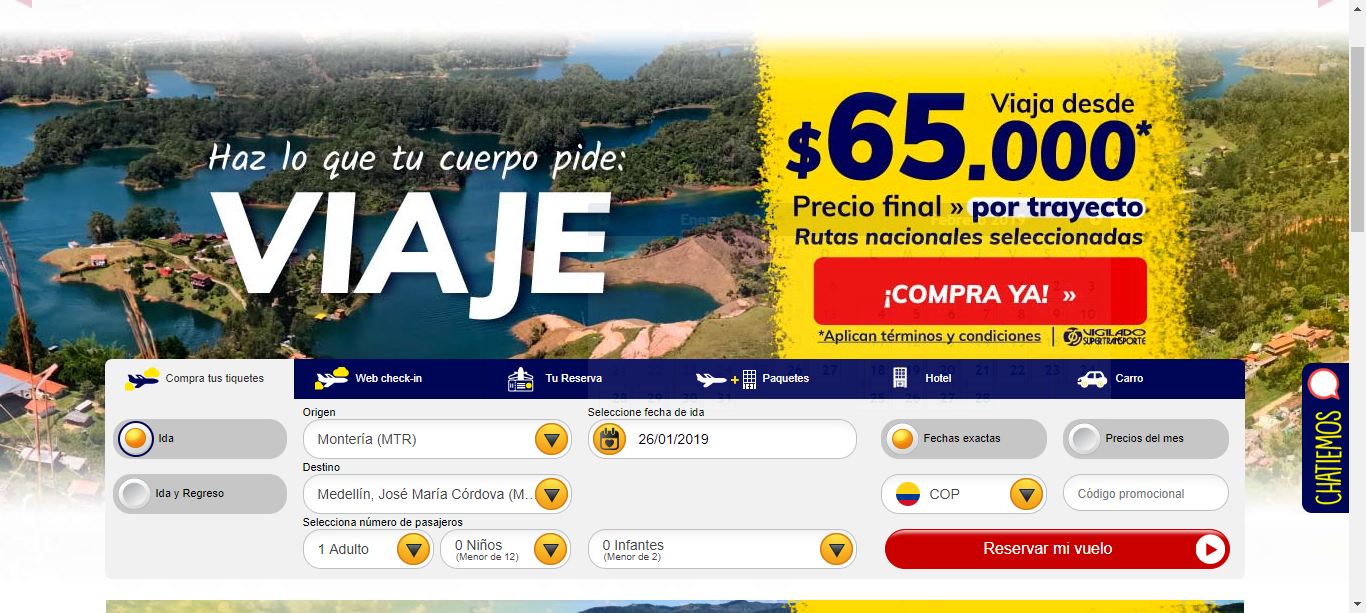 Haz lo que tu cuerpo pide:
VIAJE
Viaja desde
$65.000*
Precio final » por trayecto
Rutas nacionales seleccionadas
¡COMPRA YA! »
*Aplican términos y condiciones | VIGILADO
SUPERTRANSPORTE
Compra tus tiquetes
Web check-in
Tu Reserva
Paquetes
Hotel
Carro
Ida
Ida y Regreso
Origen
Montería (MTR)
Destino
Medellín, José María Córdova (M...
Selecciona número de pasajeros
1 Adulto
0 Niños
(Menor de 12)
0 Infantes
(Menor de 2)
Seleccione fecha de ida
26/01/2019
Fechas exactas
Precios del mes
COP
Código promocional
Reservar mi vuelo
CHATIEMOS